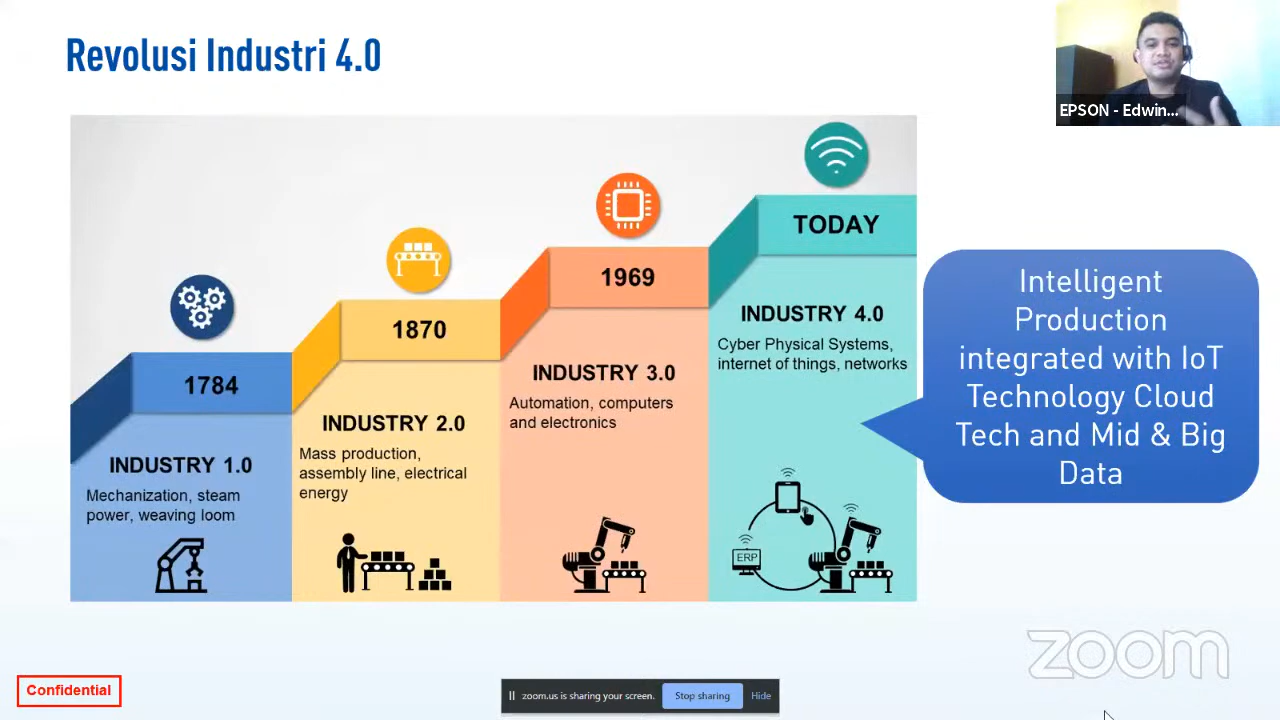 Revolusi Industri 4.0
EPSON - Edwin...
1784
INDUSTRY 1.0
Mechanization, steam
power, weaving loom
1870
INDUSTRY 2.0
Mass production,
assembly line, electrical
energy
1969
INDUSTRY 3.0
Automation, computers
and electronics
TODAY
INDUSTRY 4.0
Cyber Physical Systems,
internet of things, networks
ERP
Intelligent
Production
integrated with IoT
Technology Cloud
Tech and Mid & Big
Data
zoom
Confidential
zoom.us is sharing your screen.
Stop sharing
Hide